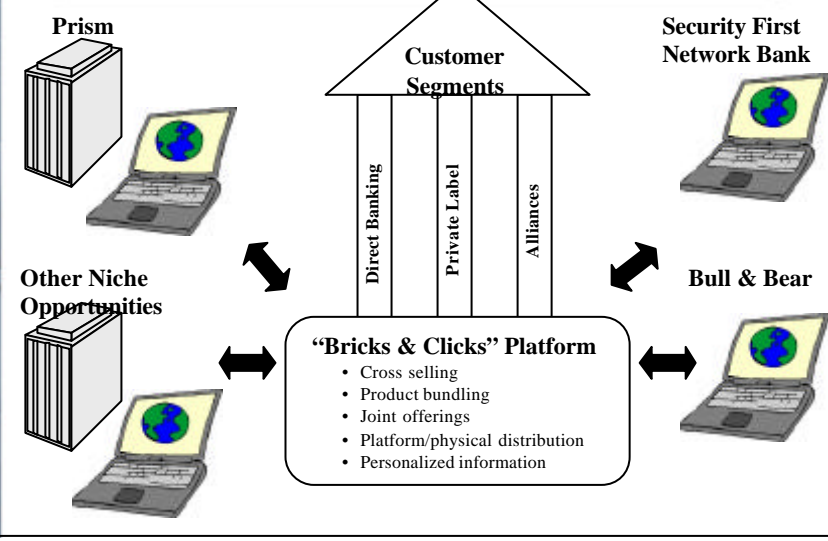 Prism
Customer
Segments
Security First
Network Bank
Direct Banking
Private Label
Alliances
Other Niche
Opportunities
Bull & Bear
“Bricks & Clicks” Platform
• Cross selling
• Product bundling
• Joint offerings
• Platform/physical distribution
• Personalized information